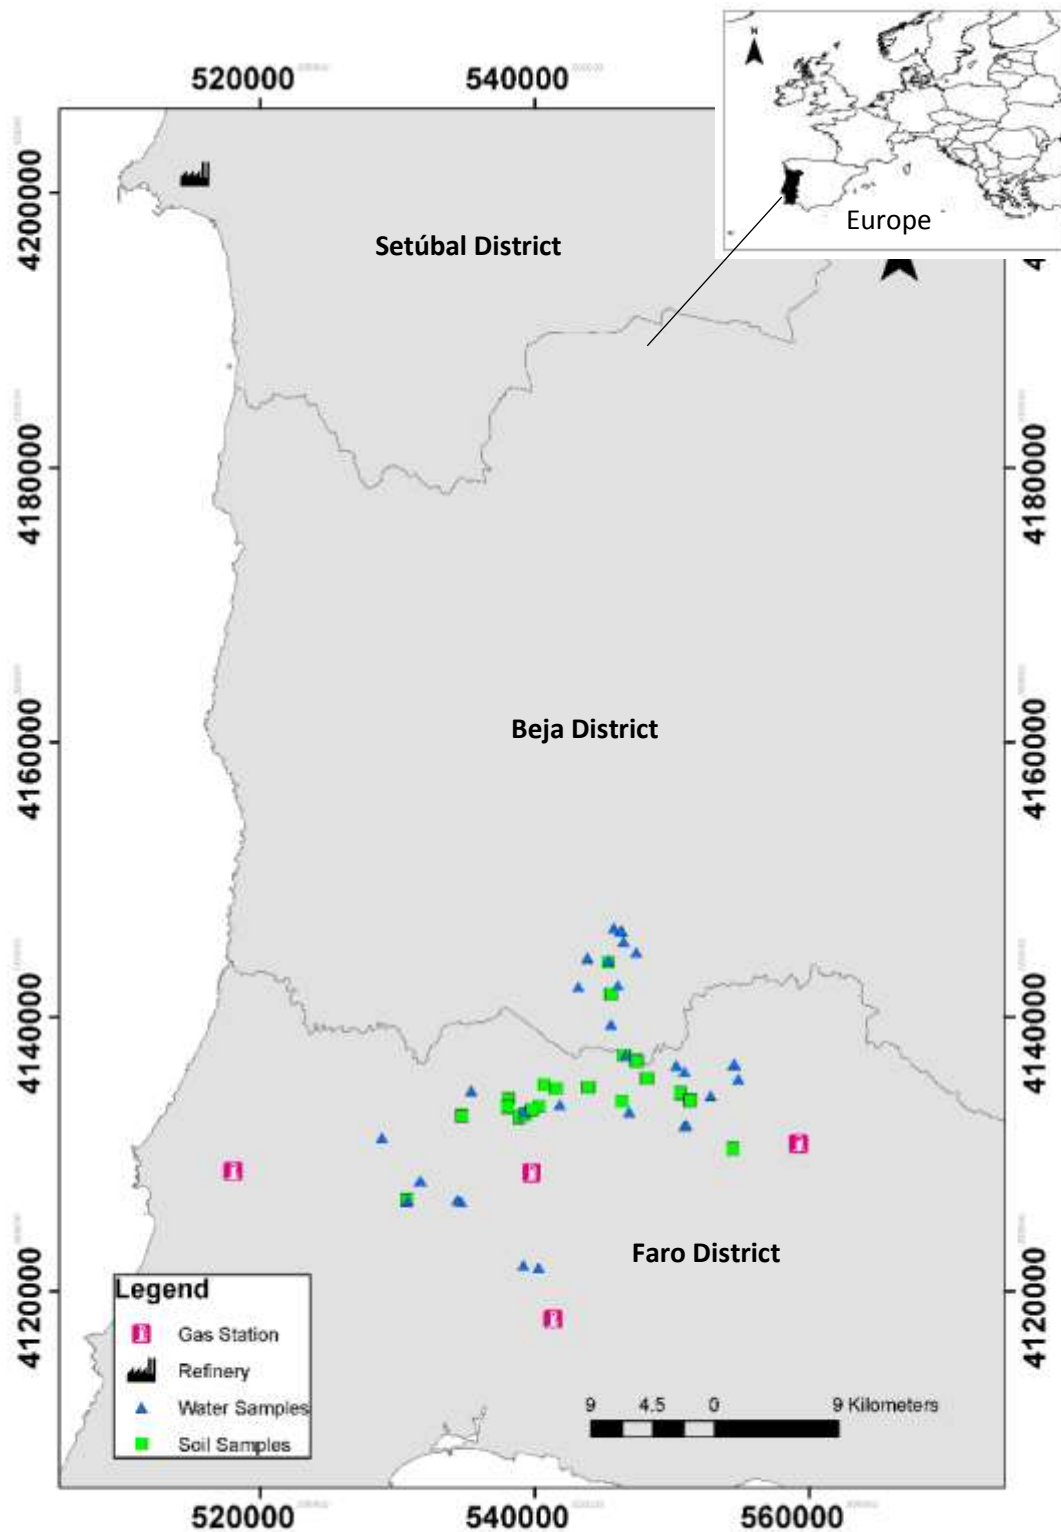 N
Europe
520000 540000
4200000
Setúbal District
4180000 4180000
Beja District
4160000 4160000
4140000 4140000
Faro District
4120000 4120000
Legend
Gas Station
Refinery
Water Samples
Soil Samples
9 4.5 0 9 Kilometers
520000 540000 560000